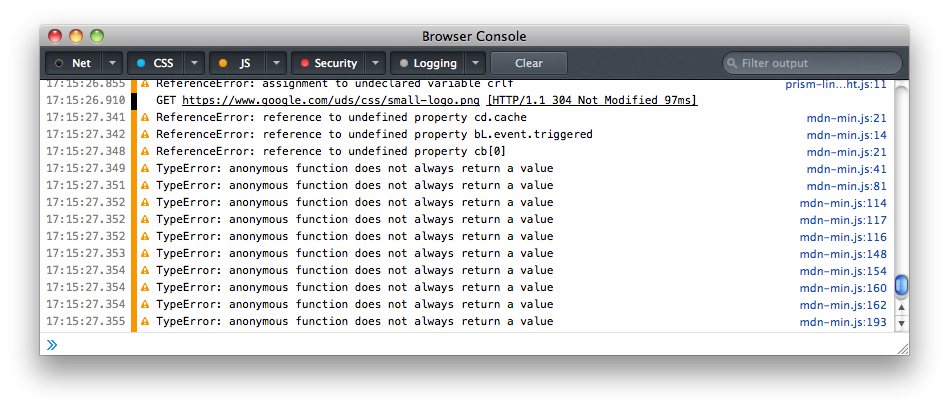 Browser Console
Net CSS JS Security Logging Clear Filter output
17:15:26.855 ReferenceError: assignment to undeclared variable crlf prism-lin…ht.js:11
17:15:26.910 GET https://www.google.com/uds/css/small-logo.png [HTTP/1.1 304 Not Modified 97ms]
17:15:27.341 ReferenceError: reference to undefined property cd.cache mdn-min.js:21
17:15:27.342 ReferenceError: reference to undefined property bL.event.triggered mdn-min.js:14
17:15:27.348 ReferenceError: reference to undefined property cb[0] mdn-min.js:21
17:15:27.349 TypeError: anonymous function does not always return a value mdn-min.js:41
17:15:27.351 TypeError: anonymous function does not always return a value mdn-min.js:81
17:15:27.352 TypeError: anonymous function does not always return a value mdn-min.js:114
17:15:27.352 TypeError: anonymous function does not always return a value mdn-min.js:117
17:15:27.352 TypeError: anonymous function does not always return a value mdn-min.js:116
17:15:27.353 TypeError: anonymous function does not always return a value mdn-min.js:148
17:15:27.354 TypeError: anonymous function does not always return a value mdn-min.js:154
17:15:27.354 TypeError: anonymous function does not always return a value mdn-min.js:160
17:15:27.354 TypeError: anonymous function does not always return a value mdn-min.js:162
17:15:27.355 TypeError: anonymous function does not always return a value mdn-min.js:193